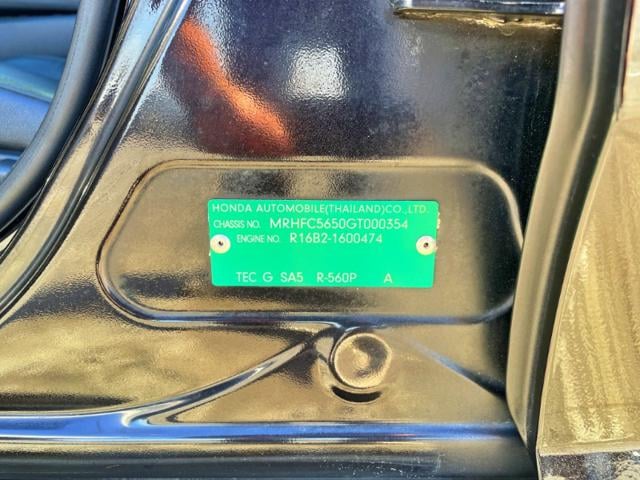 HONDA AUTOMOBILE(THAILAND)CO.,LTD.
CHASSIS NO. MRHFC5650GT000354
ENGINE NO. R16B2-1600474
TEC G SA5 R-560P A